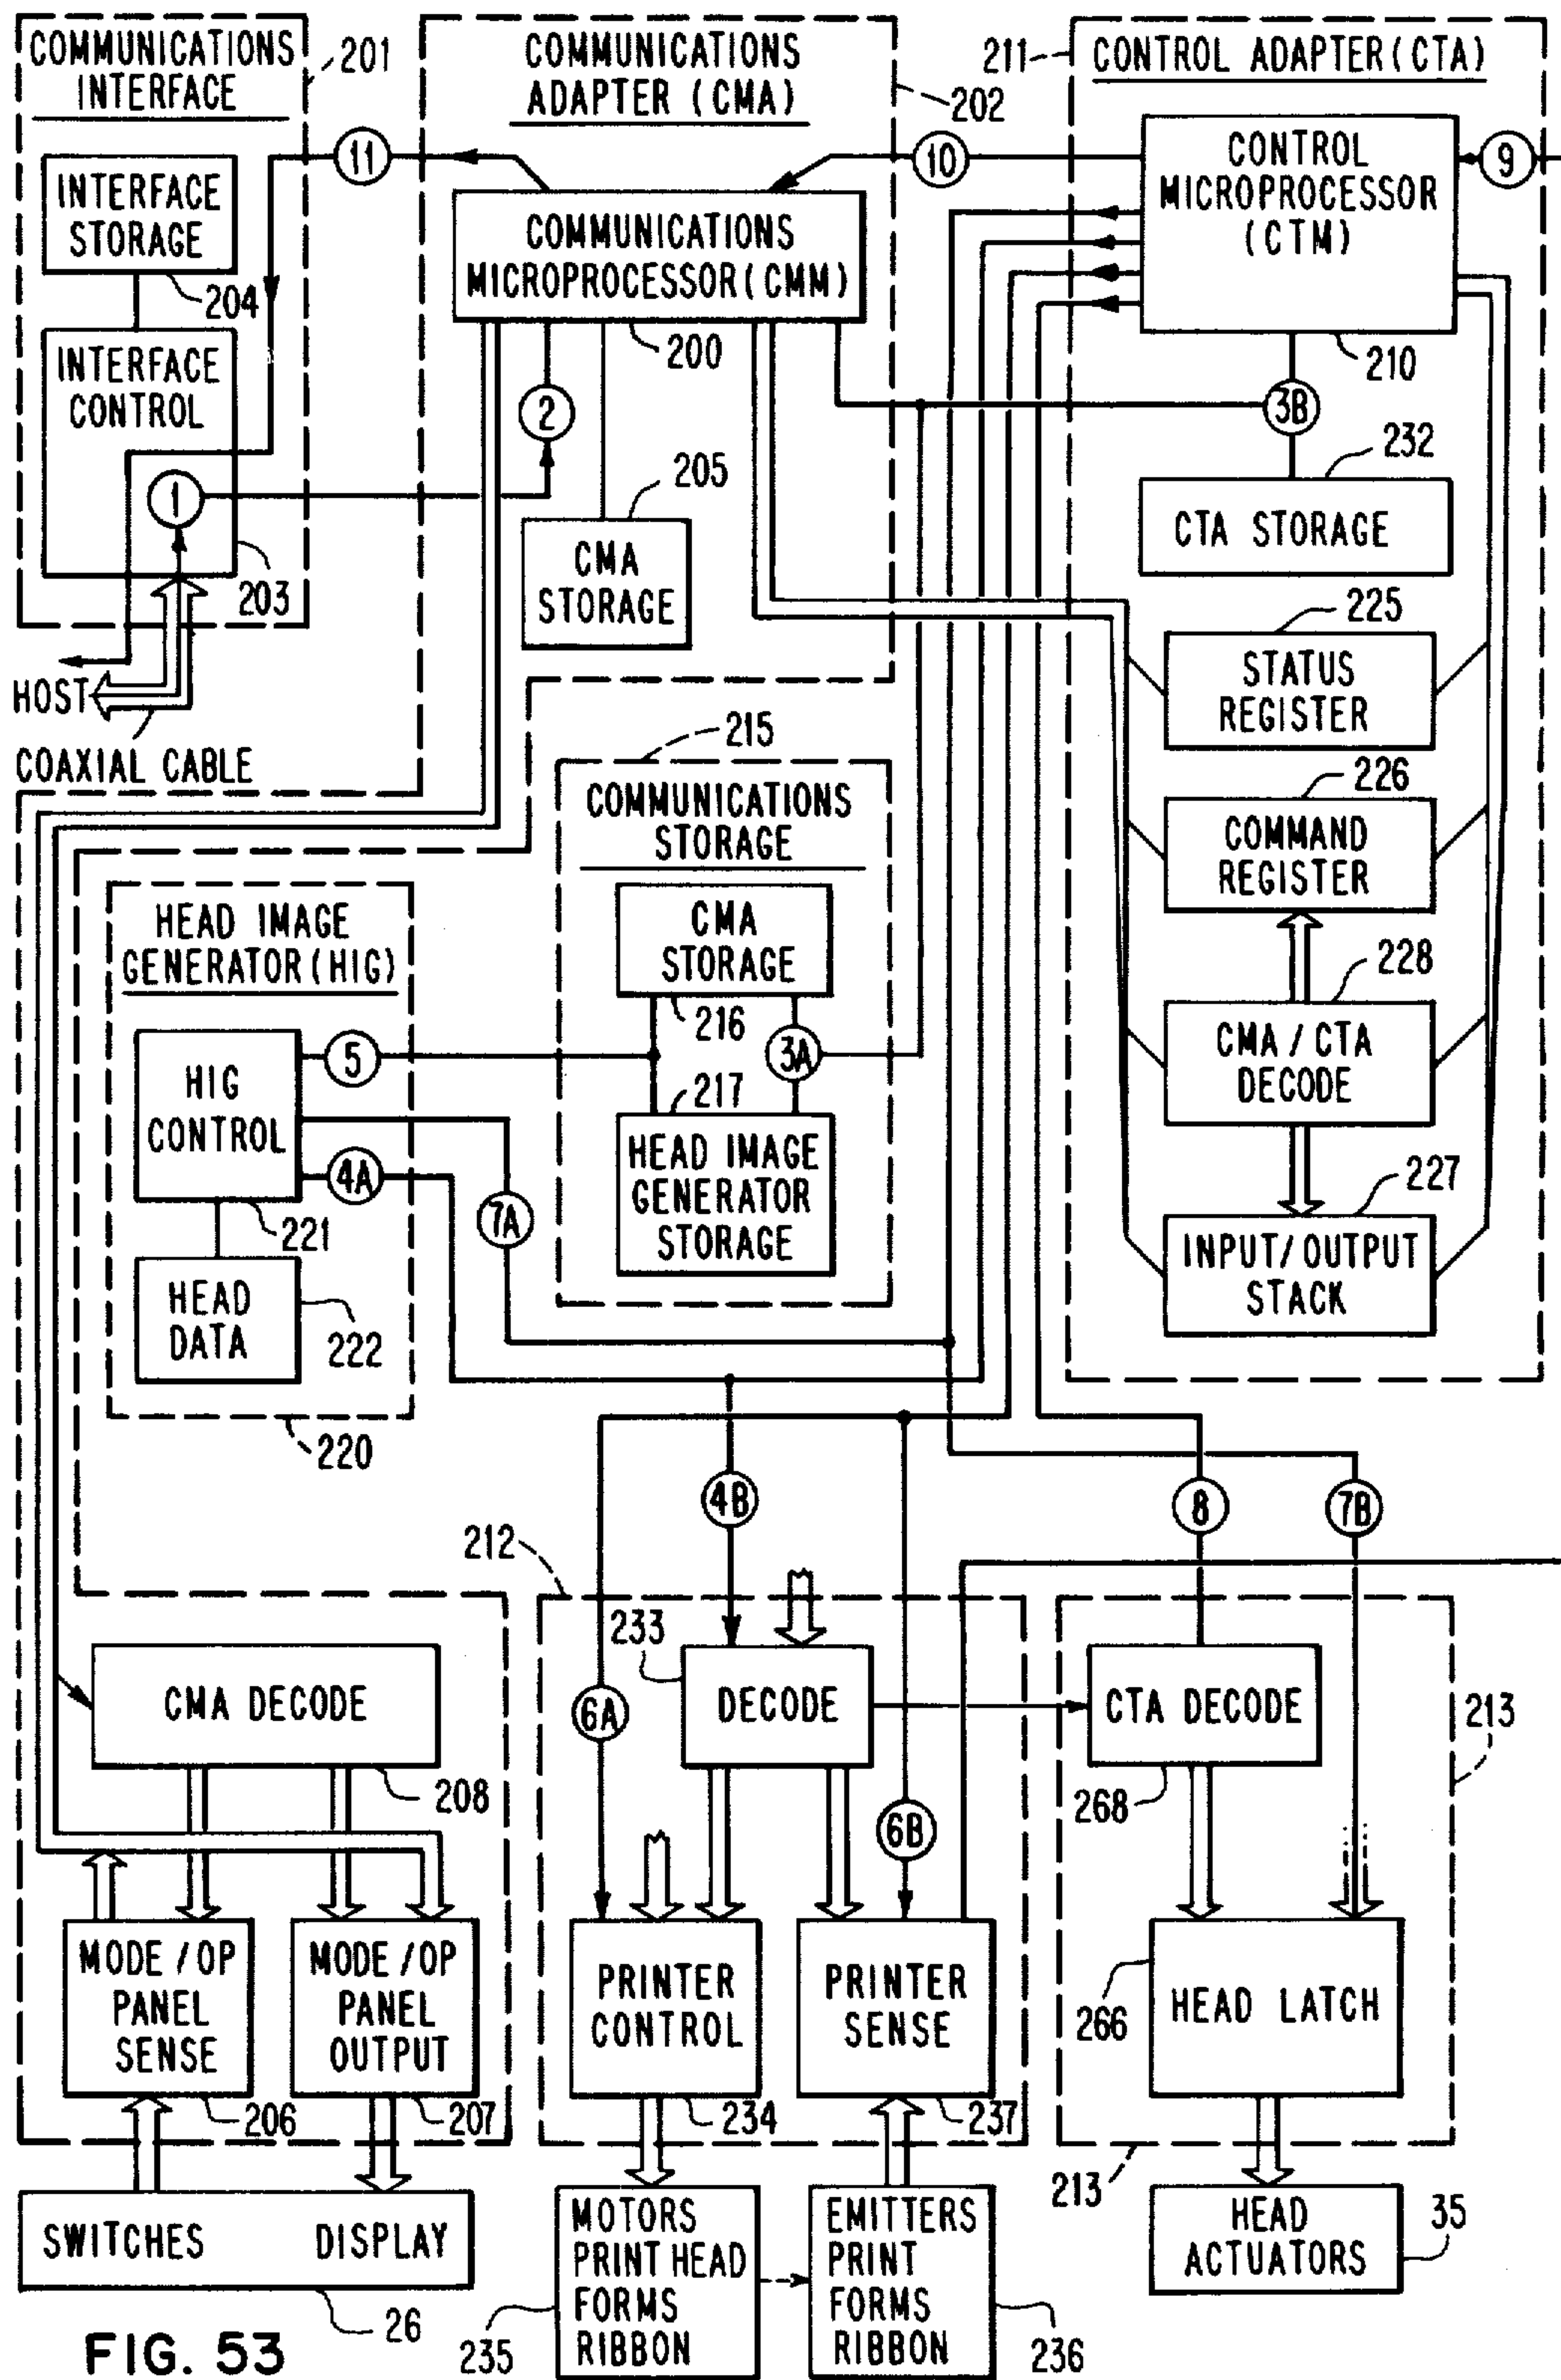 COMMUNICATIONS
INTERFACE
201
INTERFACE
STORAGE
204
INTERFACE
CONTROL
1
203
HOST
COAXIAL CABLE
11
COMMUNICATIONS
ADAPTER (CMA)
202
COMMUNICATIONS
MICROPROCESSOR (CMM)
200
2
205
CMA
STORAGE
10
211
CONTROL ADAPTER (CTA)
CONTROL
MICROPROCESSOR
(CTM)
9
210
3B
232
CTA STORAGE
225
STATUS
REGISTER
226
COMMAND
REGISTER
228
CMA / CTA
DECODE
227
INPUT/OUTPUT
STACK
215
COMMUNICATIONS
STORAGE
CMA
STORAGE
216
3A
217
HEAD IMAGE
GENERATOR
STORAGE
HEAD IMAGE
GENERATOR (HIG)
HIG
CONTROL
5
4A
7A
221
HEAD
DATA
222
220
4B
8
7B
212
233
DECODE
6A
6B
CTA DECODE
268
213
CMA DECODE
208
MODE / OP
PANEL
SENSE
206
MODE / OP
PANEL
OUTPUT
207
PRINTER
CONTROL
234
PRINTER
SENSE
237
266
HEAD LATCH
213
SWITCHES DISPLAY
26
MOTORS
PRINT HEAD
FORMS
RIBBON
235
EMITTERS
PRINT
FORMS
RIBBON
236
HEAD
ACTUATORS
35
FIG. 53